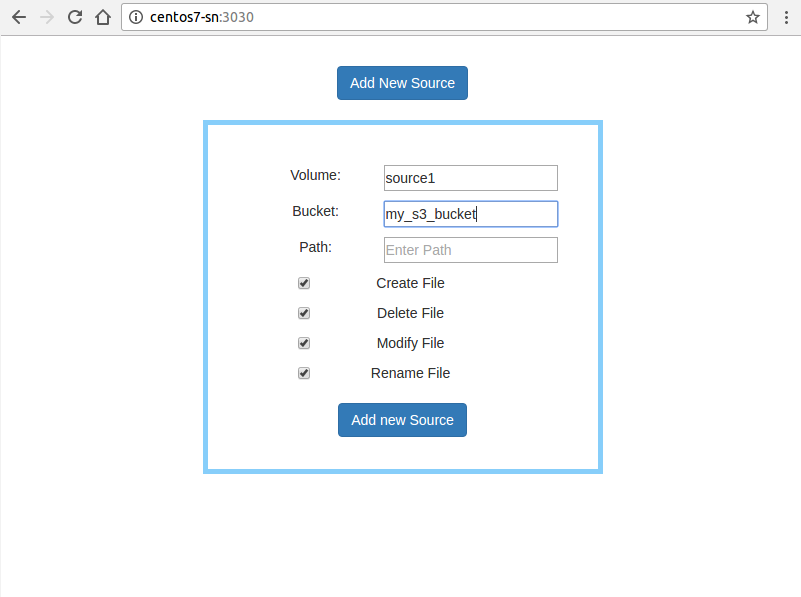 centos7-sn:3030
Add New Source
Volume: source1
Bucket: my_s3_bucket
Path: Enter Path
Create File
Delete File
Modify File
Rename File
Add new Source